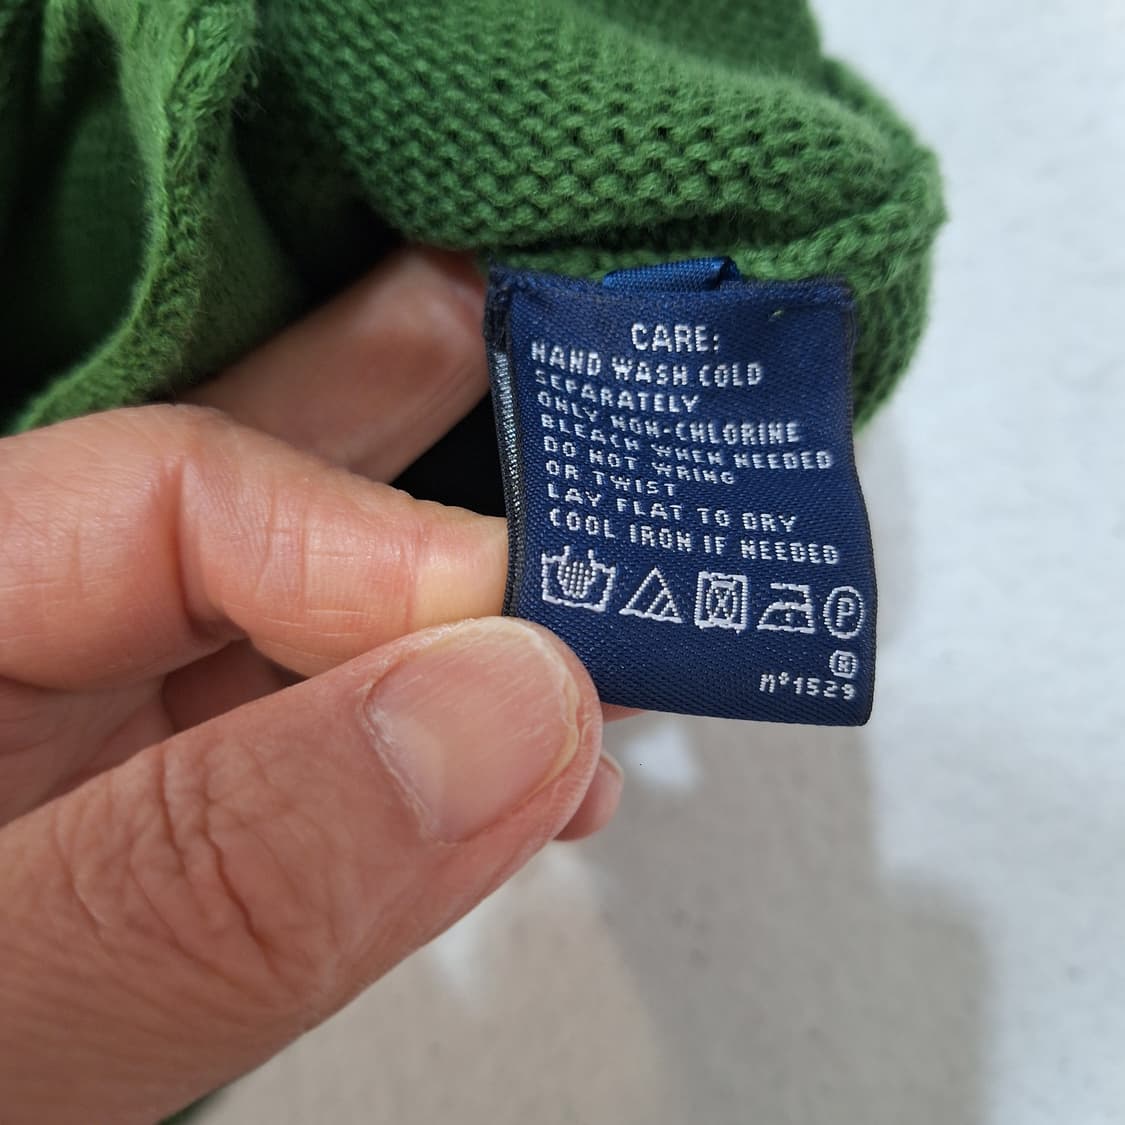 CARE:
HAND WASH COLD
SEPARATELY
ONLY NON-CHLORINE
BLEACH WHEN NEEDED
DO NOT WRING
OR TWIST
LAY FLAT TO DRY
COOL IRON IF NEEDED
P
®
n°1529